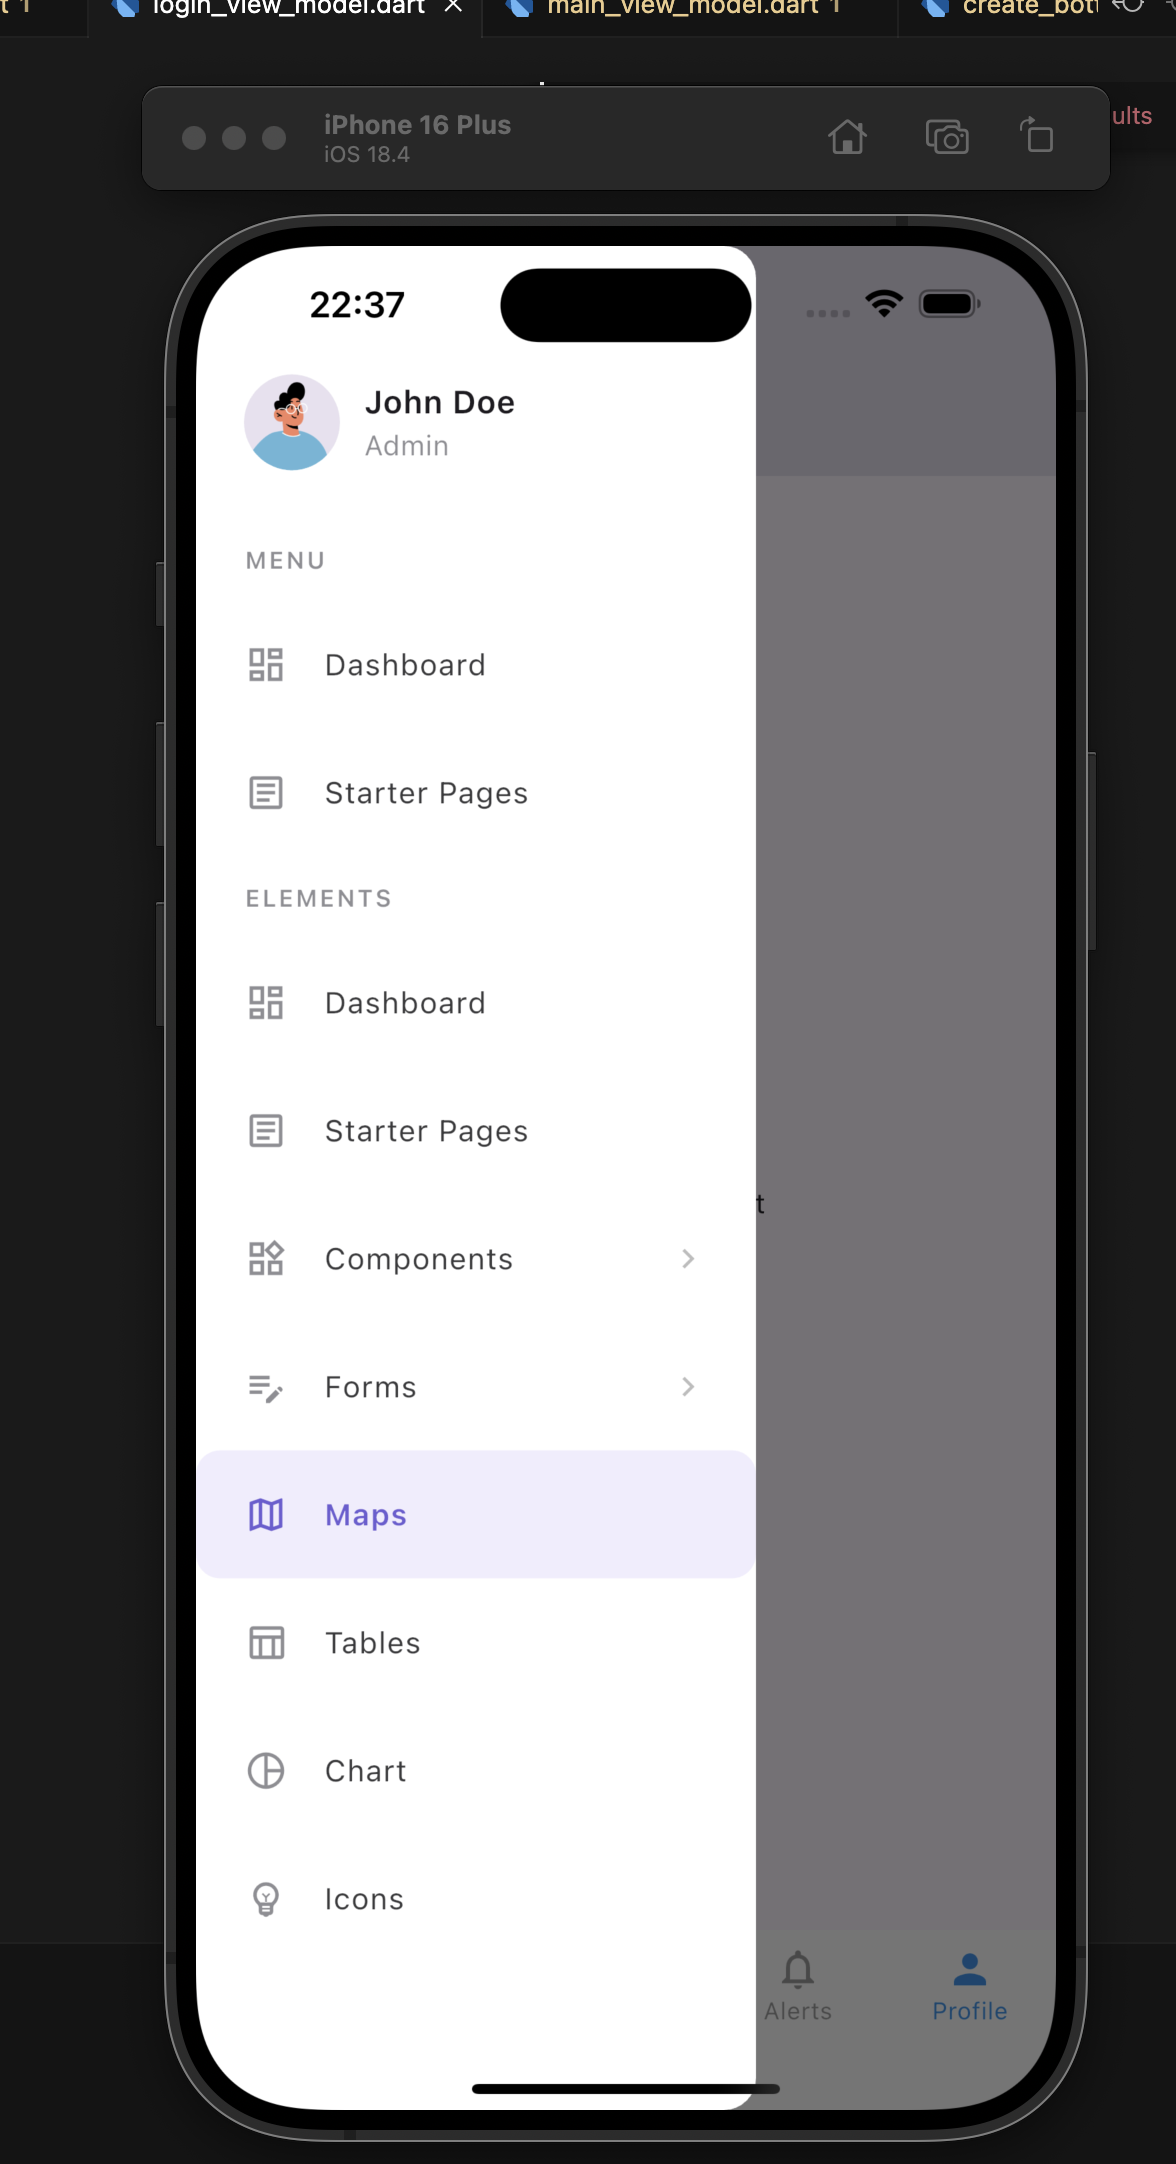 t 1
login_view_model.dart
main_view_model.dart 1
create_bott
iPhone 16 Plus
iOS 18.4
ults
22:37
John Doe
Admin
MENU
Dashboard
Starter Pages
ELEMENTS
Dashboard
Starter Pages
t
Components
Forms
Maps
Tables
Chart
Icons
Alerts
Profile